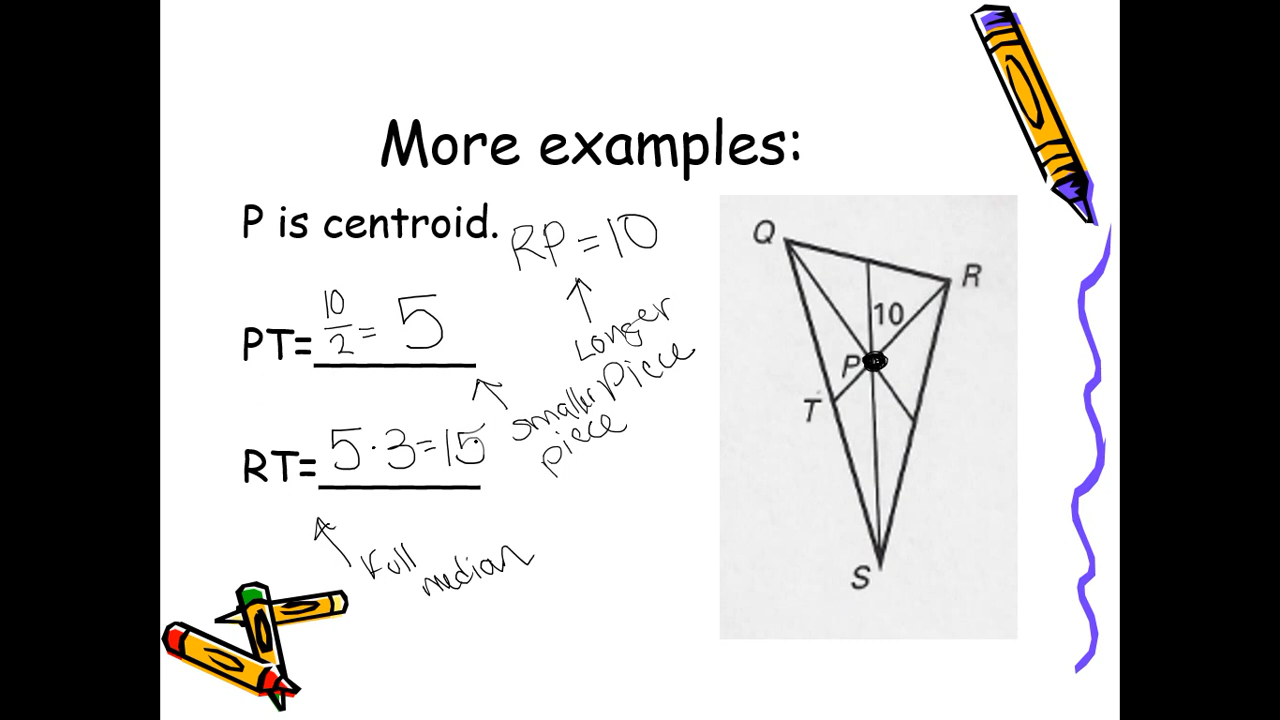 More examples:
P is centroid.
RP = 10
PT= 10/2 = 5
Longer
Piece
smaller
piece
RT= 5·3=15
Full
median
Q
R
10
P
T
S